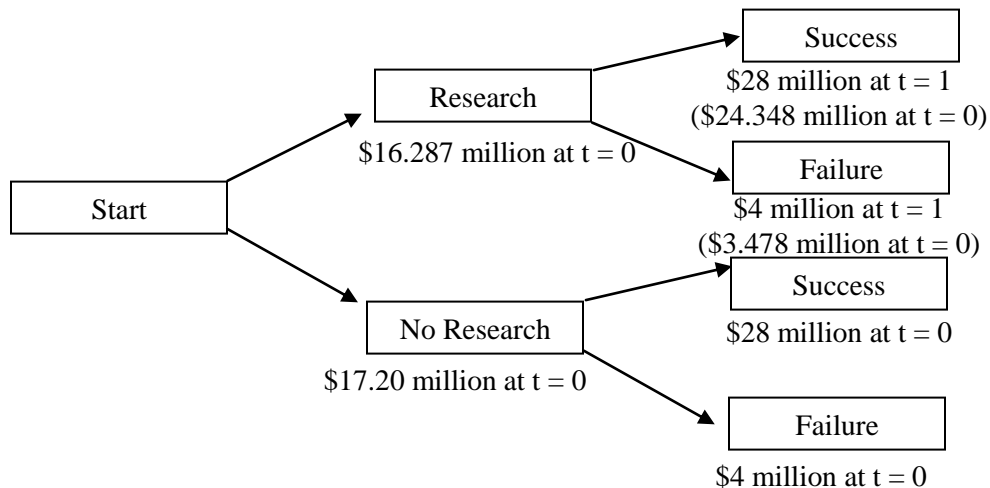 Success
$28 million at t = 1
($24.348 million at t = 0)
Research
$16.287 million at t = 0
Failure
$4 million at t = 1
($3.478 million at t = 0)
Start
Success
$28 million at t = 0
No Research
$17.20 million at t = 0
Failure
$4 million at t = 0